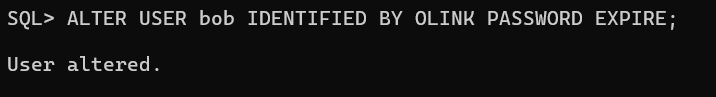 SQL> ALTER USER bob IDENTIFIED BY OLINK PASSWORD EXPIRE;
User altered.